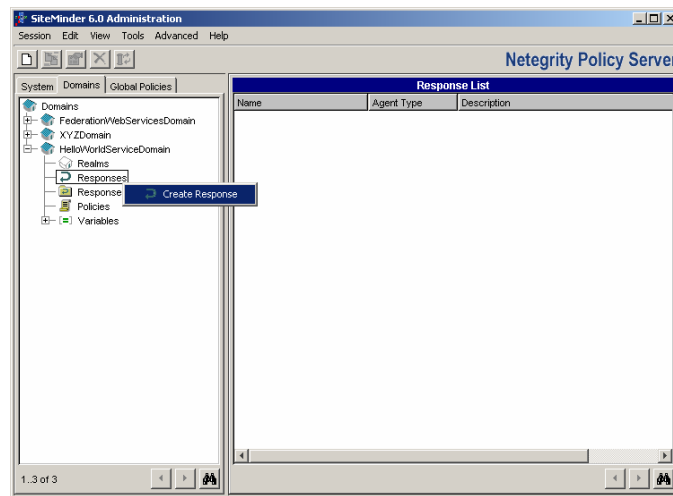 SiteMinder 6.0 Administration
Session Edit View Tools Advanced Help
Netegrity Policy Server
System Domains Global Policies
Response List
Name Agent Type Description
Domains
FederationWebServicesDomain
XYZDomain
HelloWorldServiceDomain
Realms
Responses
Response
Create Response
Policies
Variables
1..3 of 3